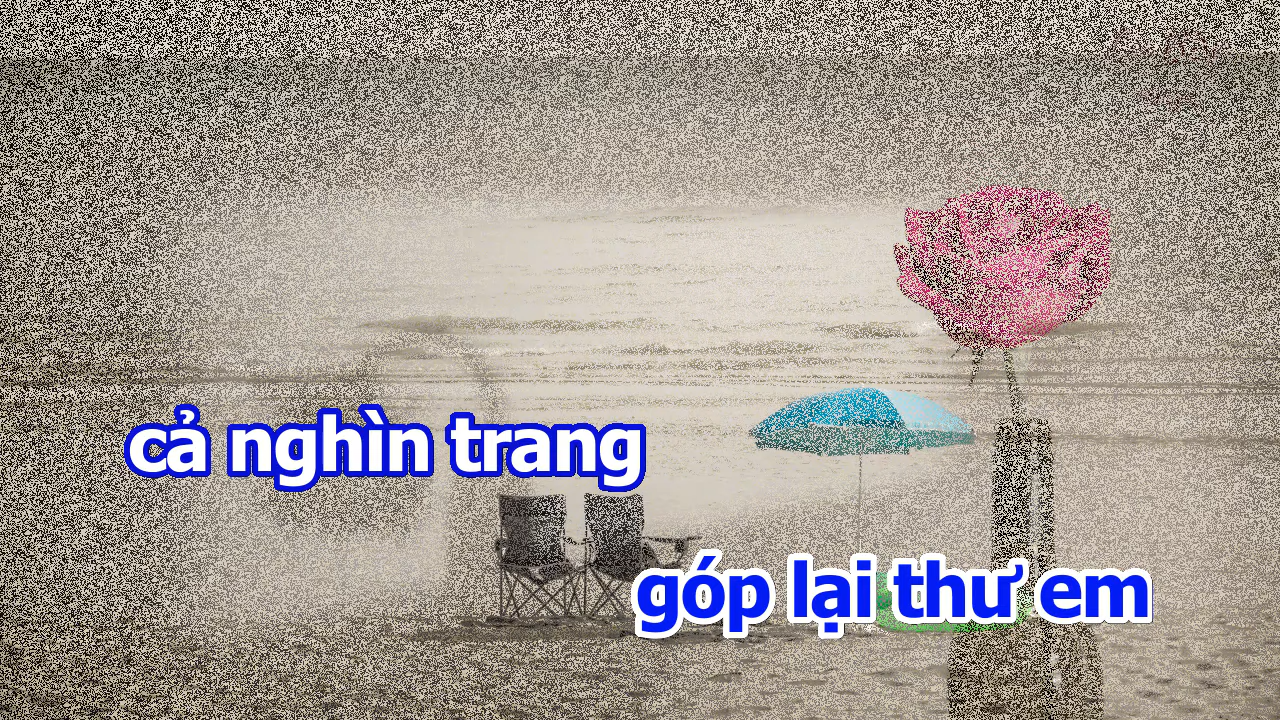 cả nghìn trang
góp lại thư em